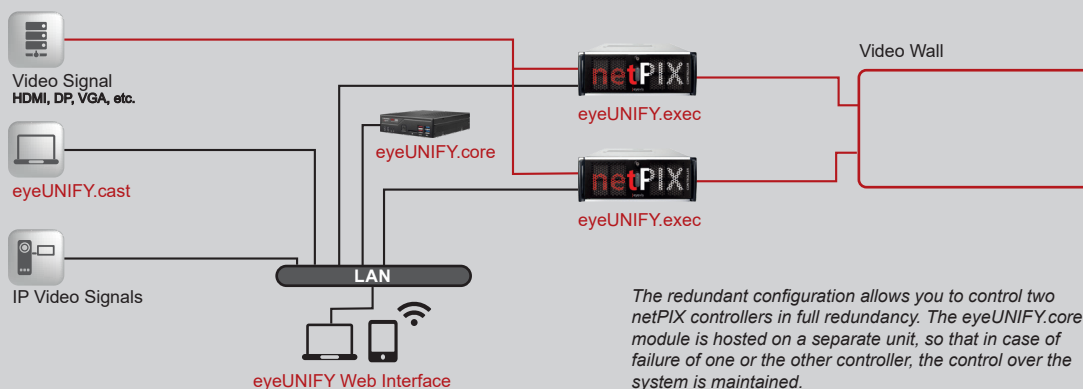 Video Signal
HDMI, DP, VGA, etc.
eyeUNIFY.cast
IP Video Signals
eyeUNIFY.core
netPIX
eyeUNIFY.exec
netPIX
eyeUNIFY.exec
Video Wall
LAN
eyeUNIFY Web Interface
The redundant configuration allows you to control two
netPIX controllers in full redundancy. The eyeUNIFY.core
module is hosted on a separate unit, so that in case of
failure of one or the other controller, the control over the
system is maintained.